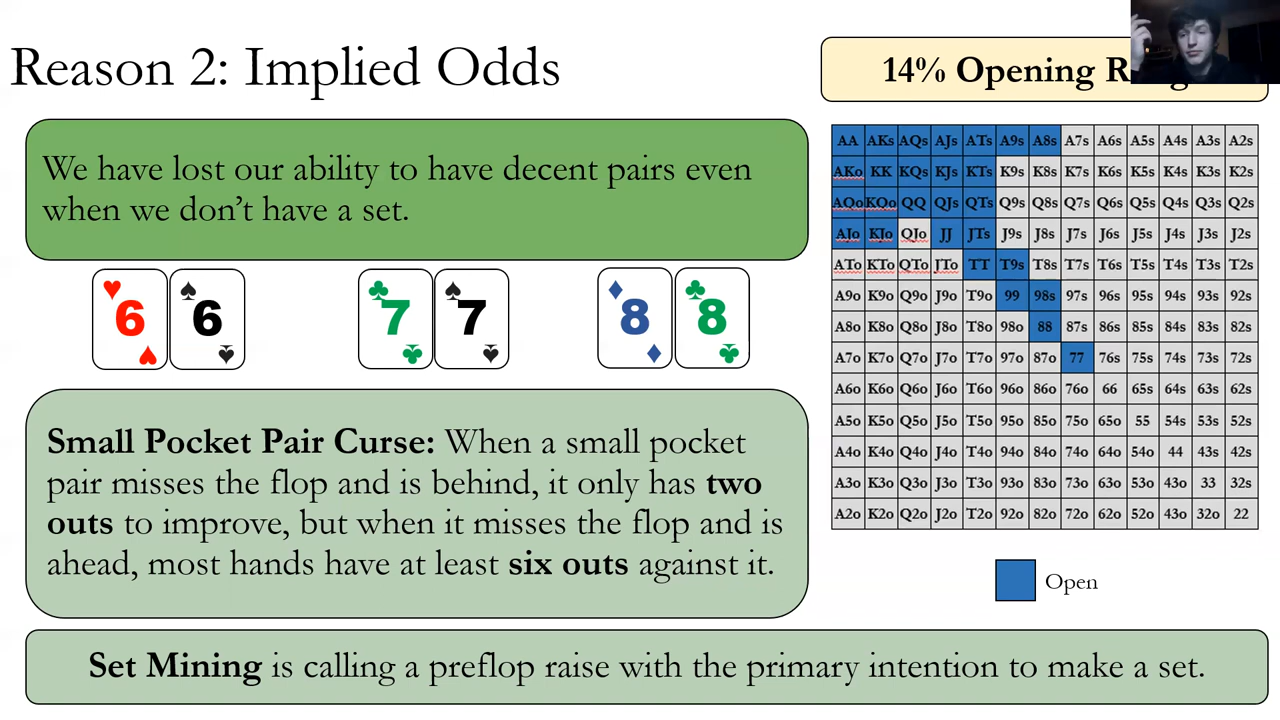 Reason 2: Implied Odds
14% Opening
We have lost our ability to have decent pairs even
when we don't have a set.
6 6 7 7 8 8
Small Pocket Pair Curse: When a small pocket
pair misses the flop and is behind, it only has two
outs to improve, but when it misses the flop and is
ahead, most hands have at least six outs against it.
Set Mining is calling a preflop raise with the primary intention to make a set.
AA AKs AQs AJs ATs A9s A8s A7s A6s A5s A4s A3s A2s
AKo KK KQs KJs KTs K9s K8s K7s K6s K5s K4s K3s K2s
AQo KQo QQ QJs QTs Q9s Q8s Q7s Q6s Q5s Q4s Q3s Q2s
AJo KJo QJo JJ JTs J9s J8s J7s J6s J5s J4s J3s J2s
ATo KTo QTo JTo TT T9s T8s T7s T6s T5s T4s T3s T2s
A9o K9o Q9o J9o T9o 99 98s 97s 96s 95s 94s 93s 92s
A8o K8o Q8o J8o T8o 98o 88 87s 86s 85s 84s 83s 82s
A7o K7o Q7o J7o T7o 97o 87o 77 76s 75s 74s 73s 72s
A6o K6o Q6o J6o T6o 96o 86o 76o 66 65s 64s 63s 62s
A5o K5o Q5o J5o T5o 95o 85o 75o 65o 55 54s 53s 52s
A4o K4o Q4o J4o T4o 94o 84o 74o 64o 54o 44 43s 42s
A3o K3o Q3o J3o T3o 93o 83o 73o 63o 53o 43o 33 32s
A2o K2o Q2o J2o T2o 92o 82o 72o 62o 52o 43o 32o 22
Open